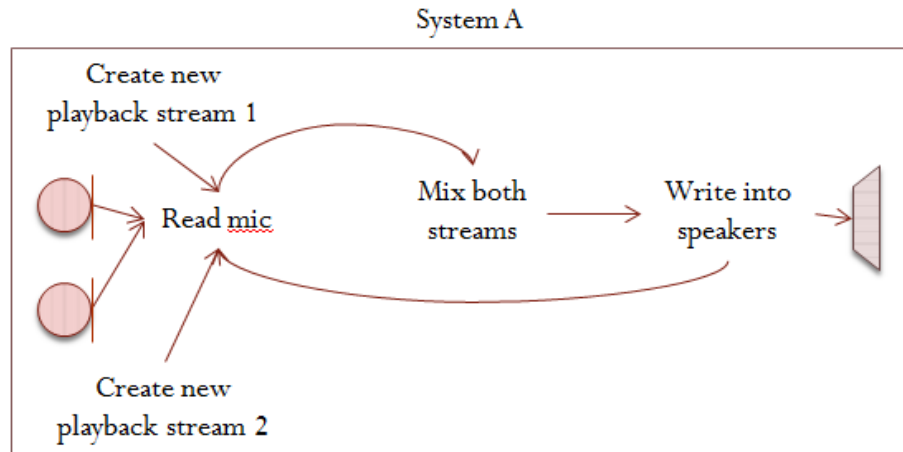 System A
Create new
playback stream 1
Read mic
Mix both
streams
Write into
speakers
Create new
playback stream 2